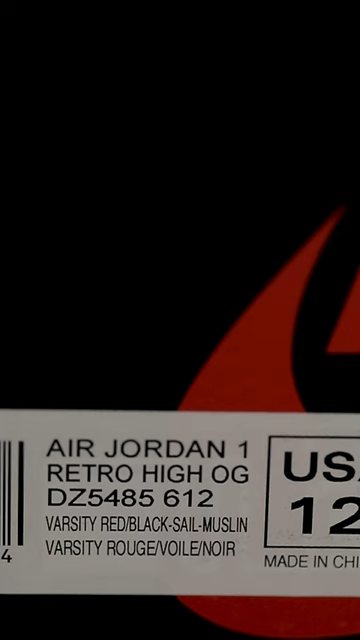 AIR JORDAN 1
RETRO HIGH OG
DZ5485 612
VARSITY RED/BLACK-SAIL-MUSLIN
VARSITY ROUGE/VOILE/NOIR
4
US
12
MADE IN CHI